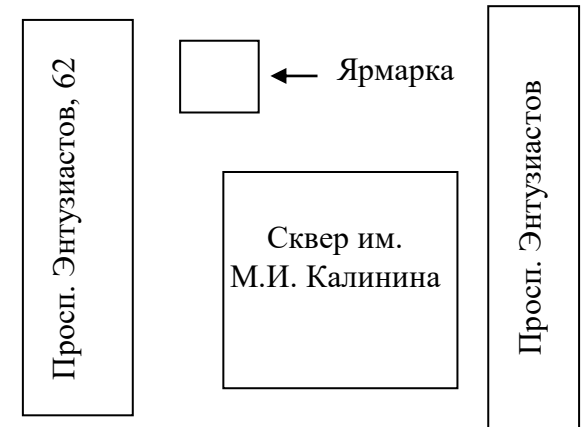 Просп. Энтузиастов, 62
Ярмарка
Сквер им.
М.И. Калинина
Просп. Энтузиастов